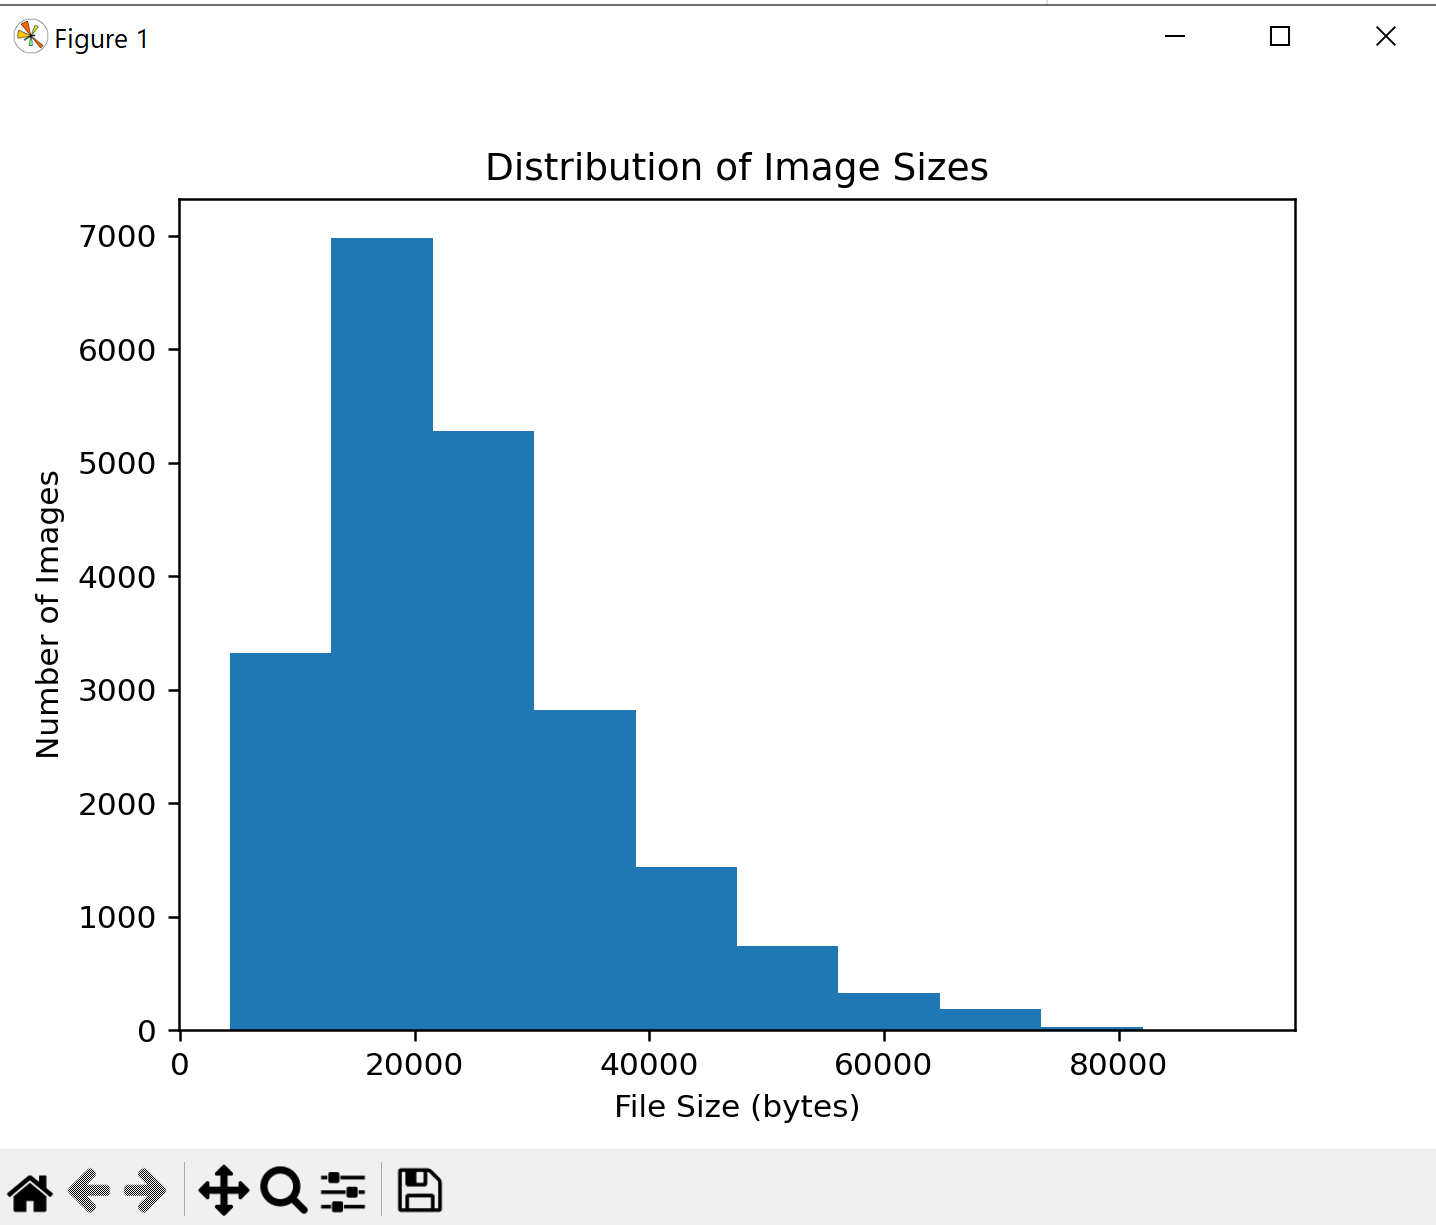 Figure 1
Distribution of Image Sizes
7000
6000
5000
4000
3000
2000
1000
0
Number of Images
0 20000 40000 60000 80000
File Size (bytes)